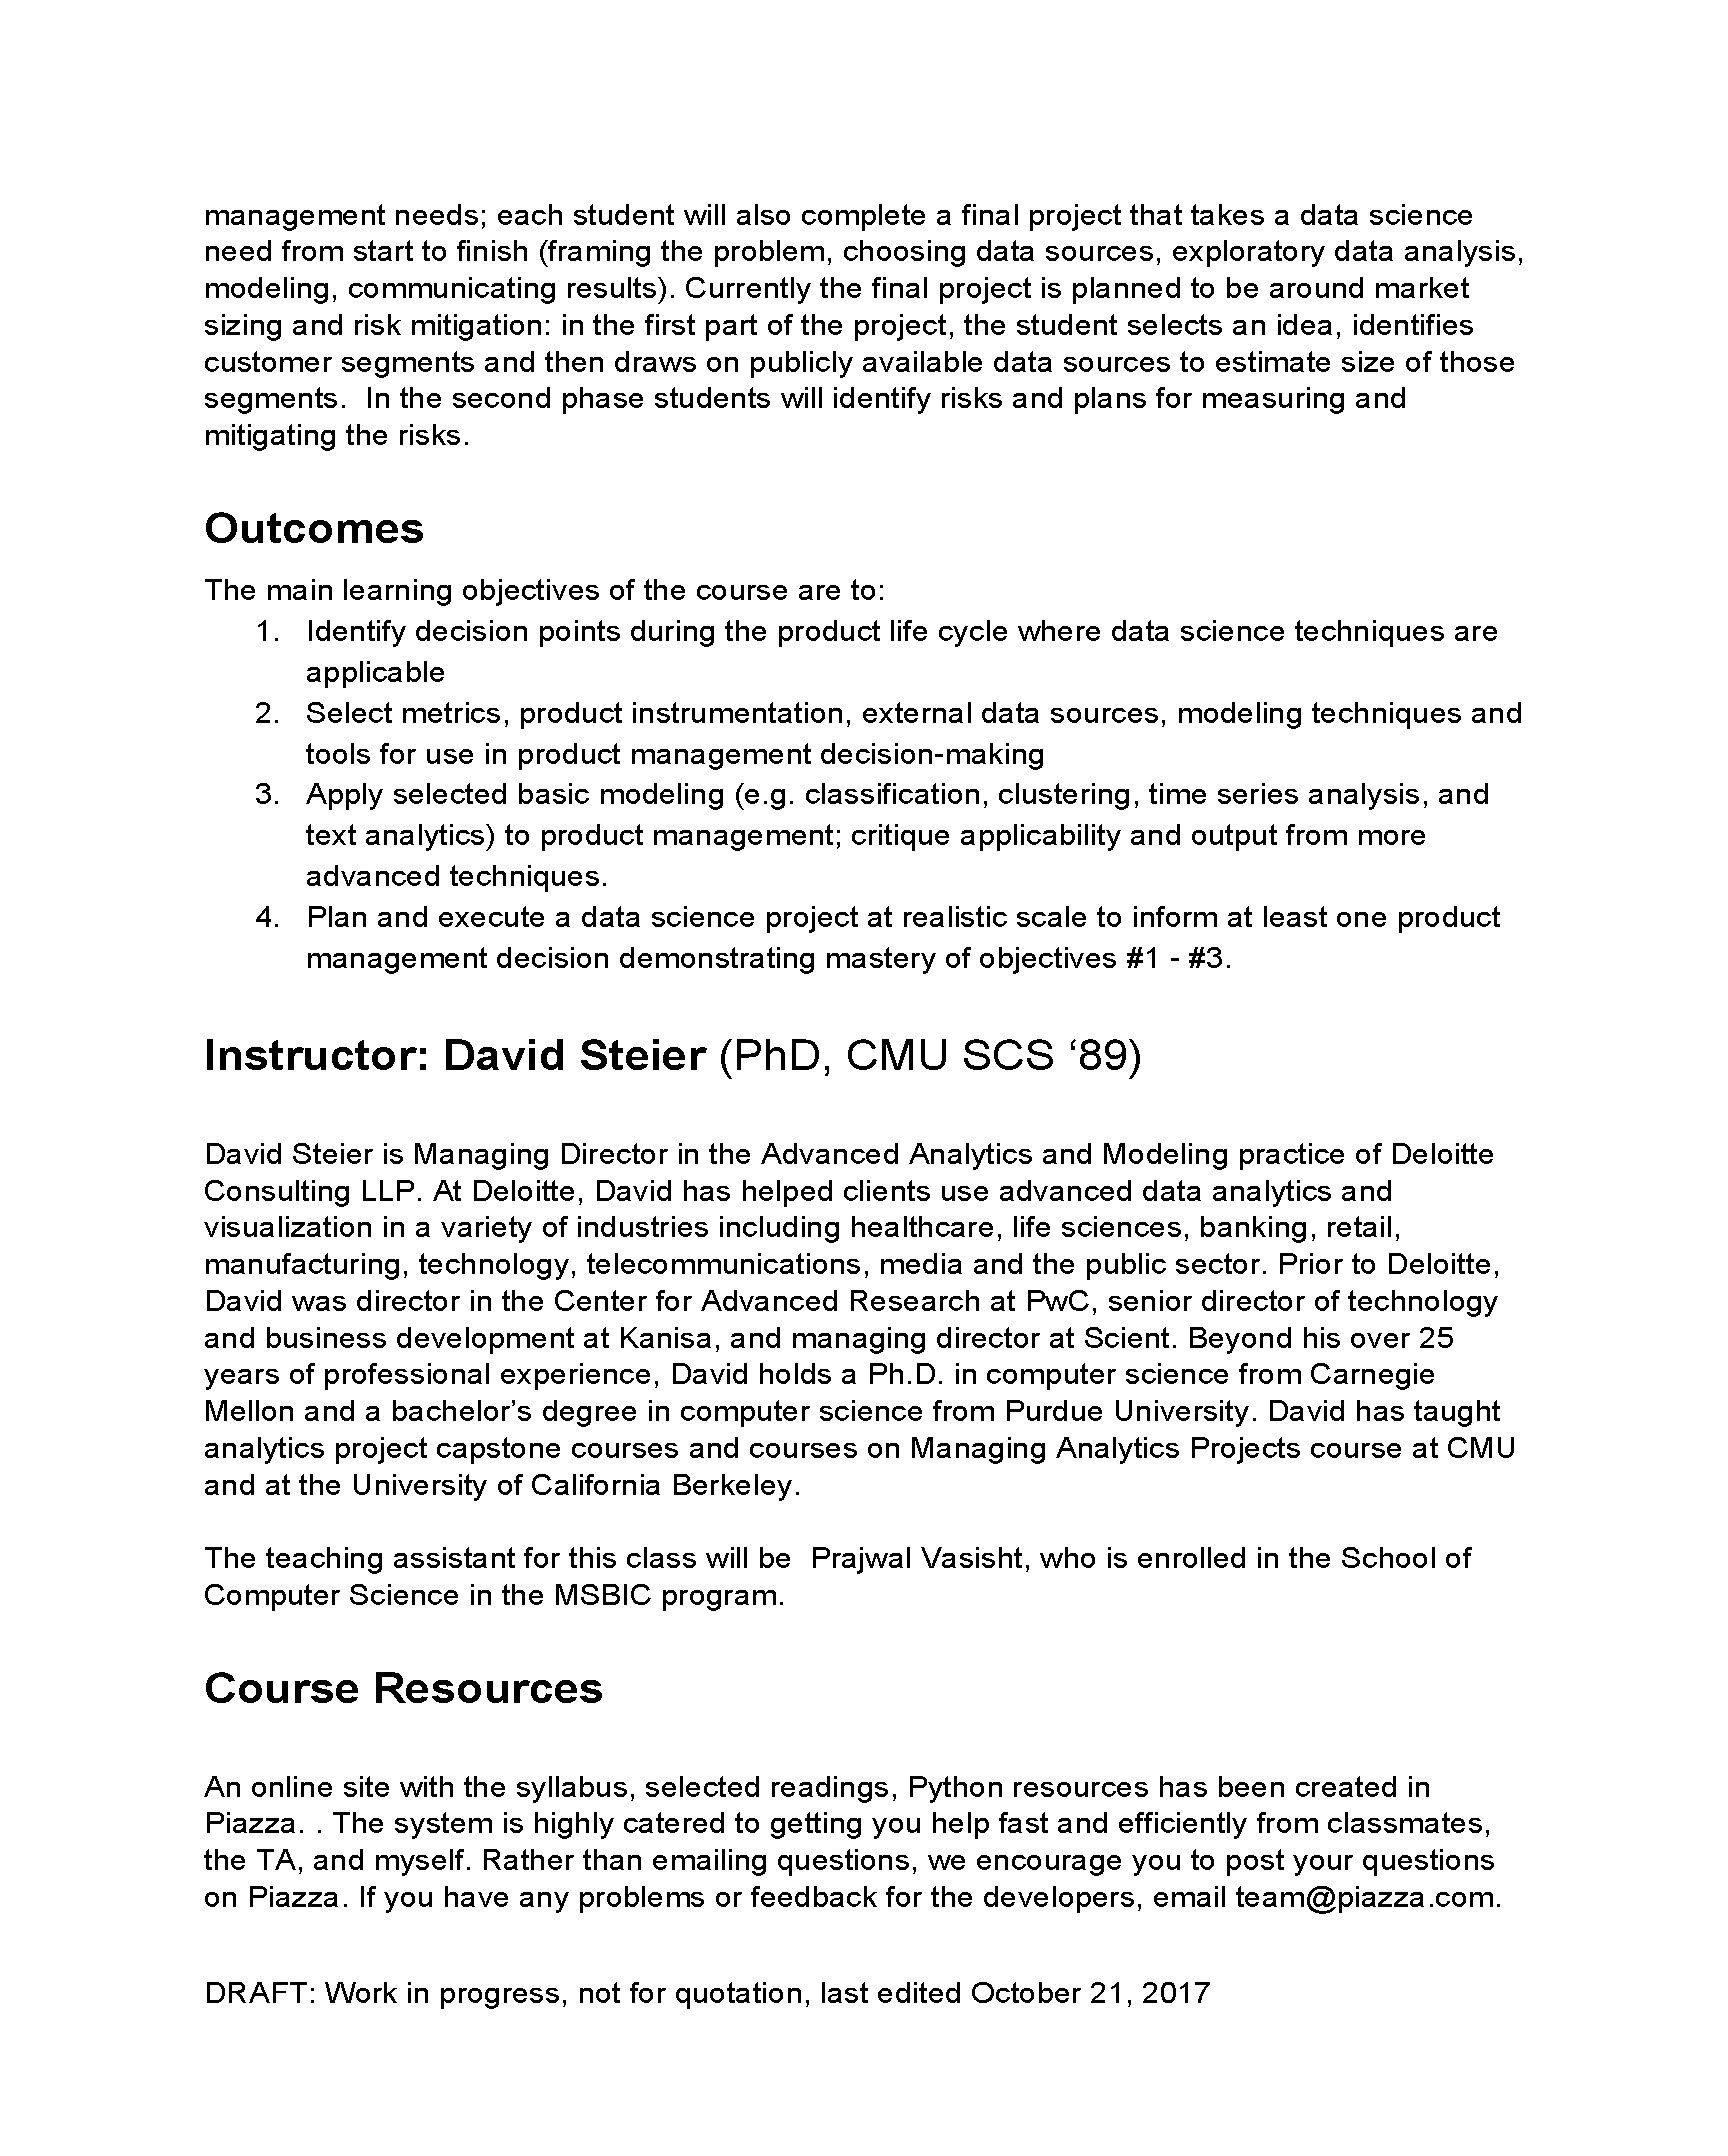 management needs; each student will also complete a final project that takes a data science
need from start to finish (framing the problem, choosing data sources, exploratory data analysis,
modeling, communicating results). Currently the final project is planned to be around market
sizing and risk mitigation: in the first part of the project, the student selects an idea, identifies
customer segments and then draws on publicly available data sources to estimate size of those
segments.  In the second phase students will identify risks and plans for measuring and
mitigating the risks.
Outcomes
The main learning objectives of the course are to:
1. Identify decision points during the product life cycle where data science techniques are
applicable
2. Select metrics, product instrumentation, external data sources, modeling techniques and
tools for use in product management decision-making
3. Apply selected basic modeling (e.g. classification, clustering, time series analysis, and
text analytics) to product management; critique applicability and output from more
advanced techniques.
4. Plan and execute a data science project at realistic scale to inform at least one product
management decision demonstrating mastery of objectives #1 - #3.
Instructor: David Steier (PhD, CMU SCS ‘89)
David Steier is Managing Director in the Advanced Analytics and Modeling practice of Deloitte
Consulting LLP. At Deloitte, David has helped clients use advanced data analytics and
visualization in a variety of industries including healthcare, life sciences, banking, retail,
manufacturing, technology, telecommunications, media and the public sector. Prior to Deloitte,
David was director in the Center for Advanced Research at PwC, senior director of technology
and business development at Kanisa, and managing director at Scient. Beyond his over 25
years of professional experience, David holds a Ph.D. in computer science from Carnegie
Mellon and a bachelor’s degree in computer science from Purdue University. David has taught
analytics project capstone courses and courses on Managing Analytics Projects course at CMU
and at the University of California Berkeley.
The teaching assistant for this class will be  Prajwal Vasisht, who is enrolled in the School of
Computer Science in the MSBIC program.
Course Resources
An online site with the syllabus, selected readings, Python resources has been created in
Piazza. . The system is highly catered to getting you help fast and efficiently from classmates,
the TA, and myself. Rather than emailing questions, we encourage you to post your questions
on Piazza. If you have any problems or feedback for the developers, email team@piazza.com.
DRAFT: Work in progress, not for quotation, last edited October 21, 2017